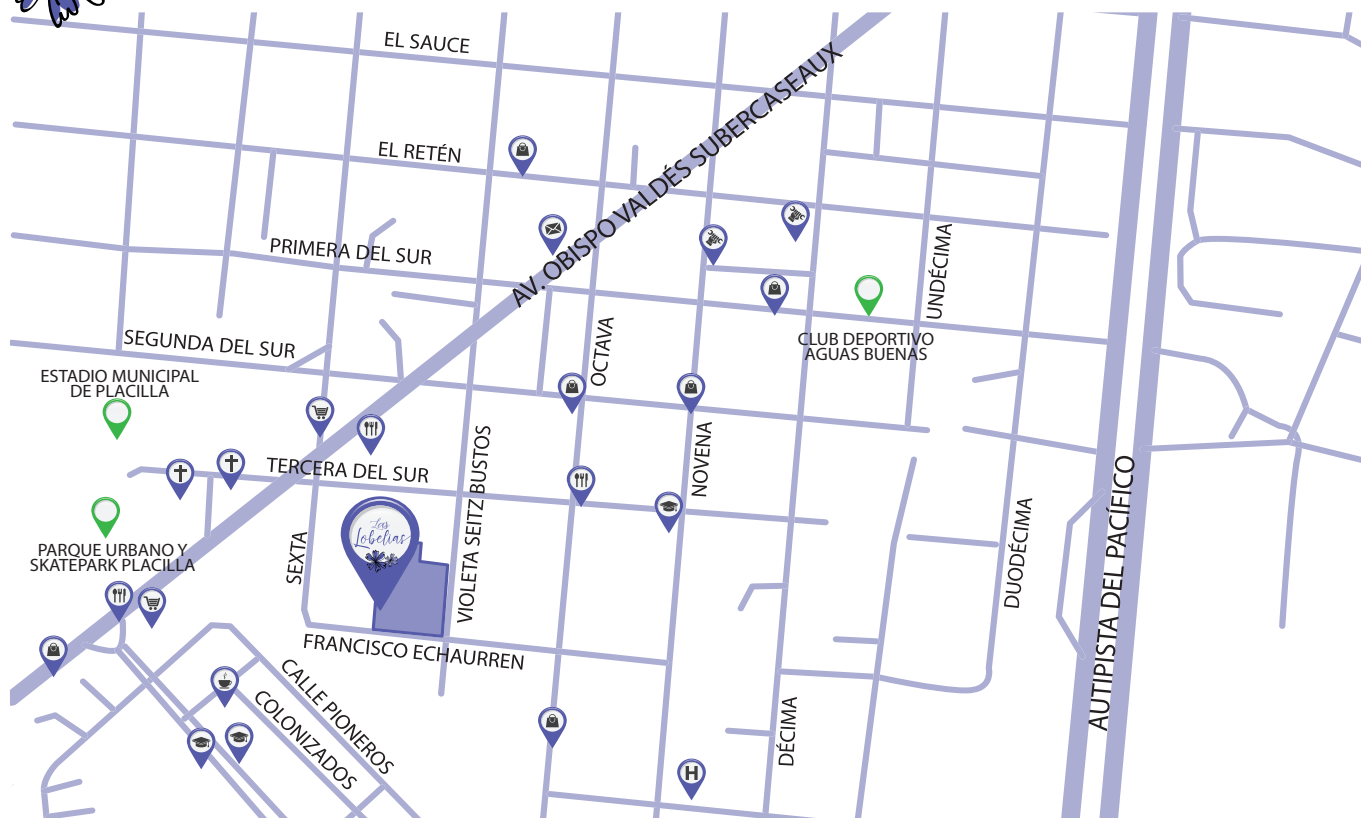 EL SAUCE
AV. OBISPO VALDÉS SUBERCASEAUX
EL RETÉN
PRIMERA DEL SUR
UNDÉCIMA
SEGUNDA DEL SUR
OCTAVA
CLUB DEPORTIVO
AGUAS BUENAS
ESTADIO MUNICIPAL
DE PLACILLA
TERCERA DEL SUR
NOVENA
VIOLETA SEITZ BUSTOS
Las
Lobelias
SEXTA
PARQUE URBANO Y
SKATEPARK PLACILLA
DUODÉCIMA
AUTIPISTA DEL PACÍFICO
FRANCISCO ECHAURREN
CALLE PIONEROS
COLONIZADOS
DÉCIMA
H